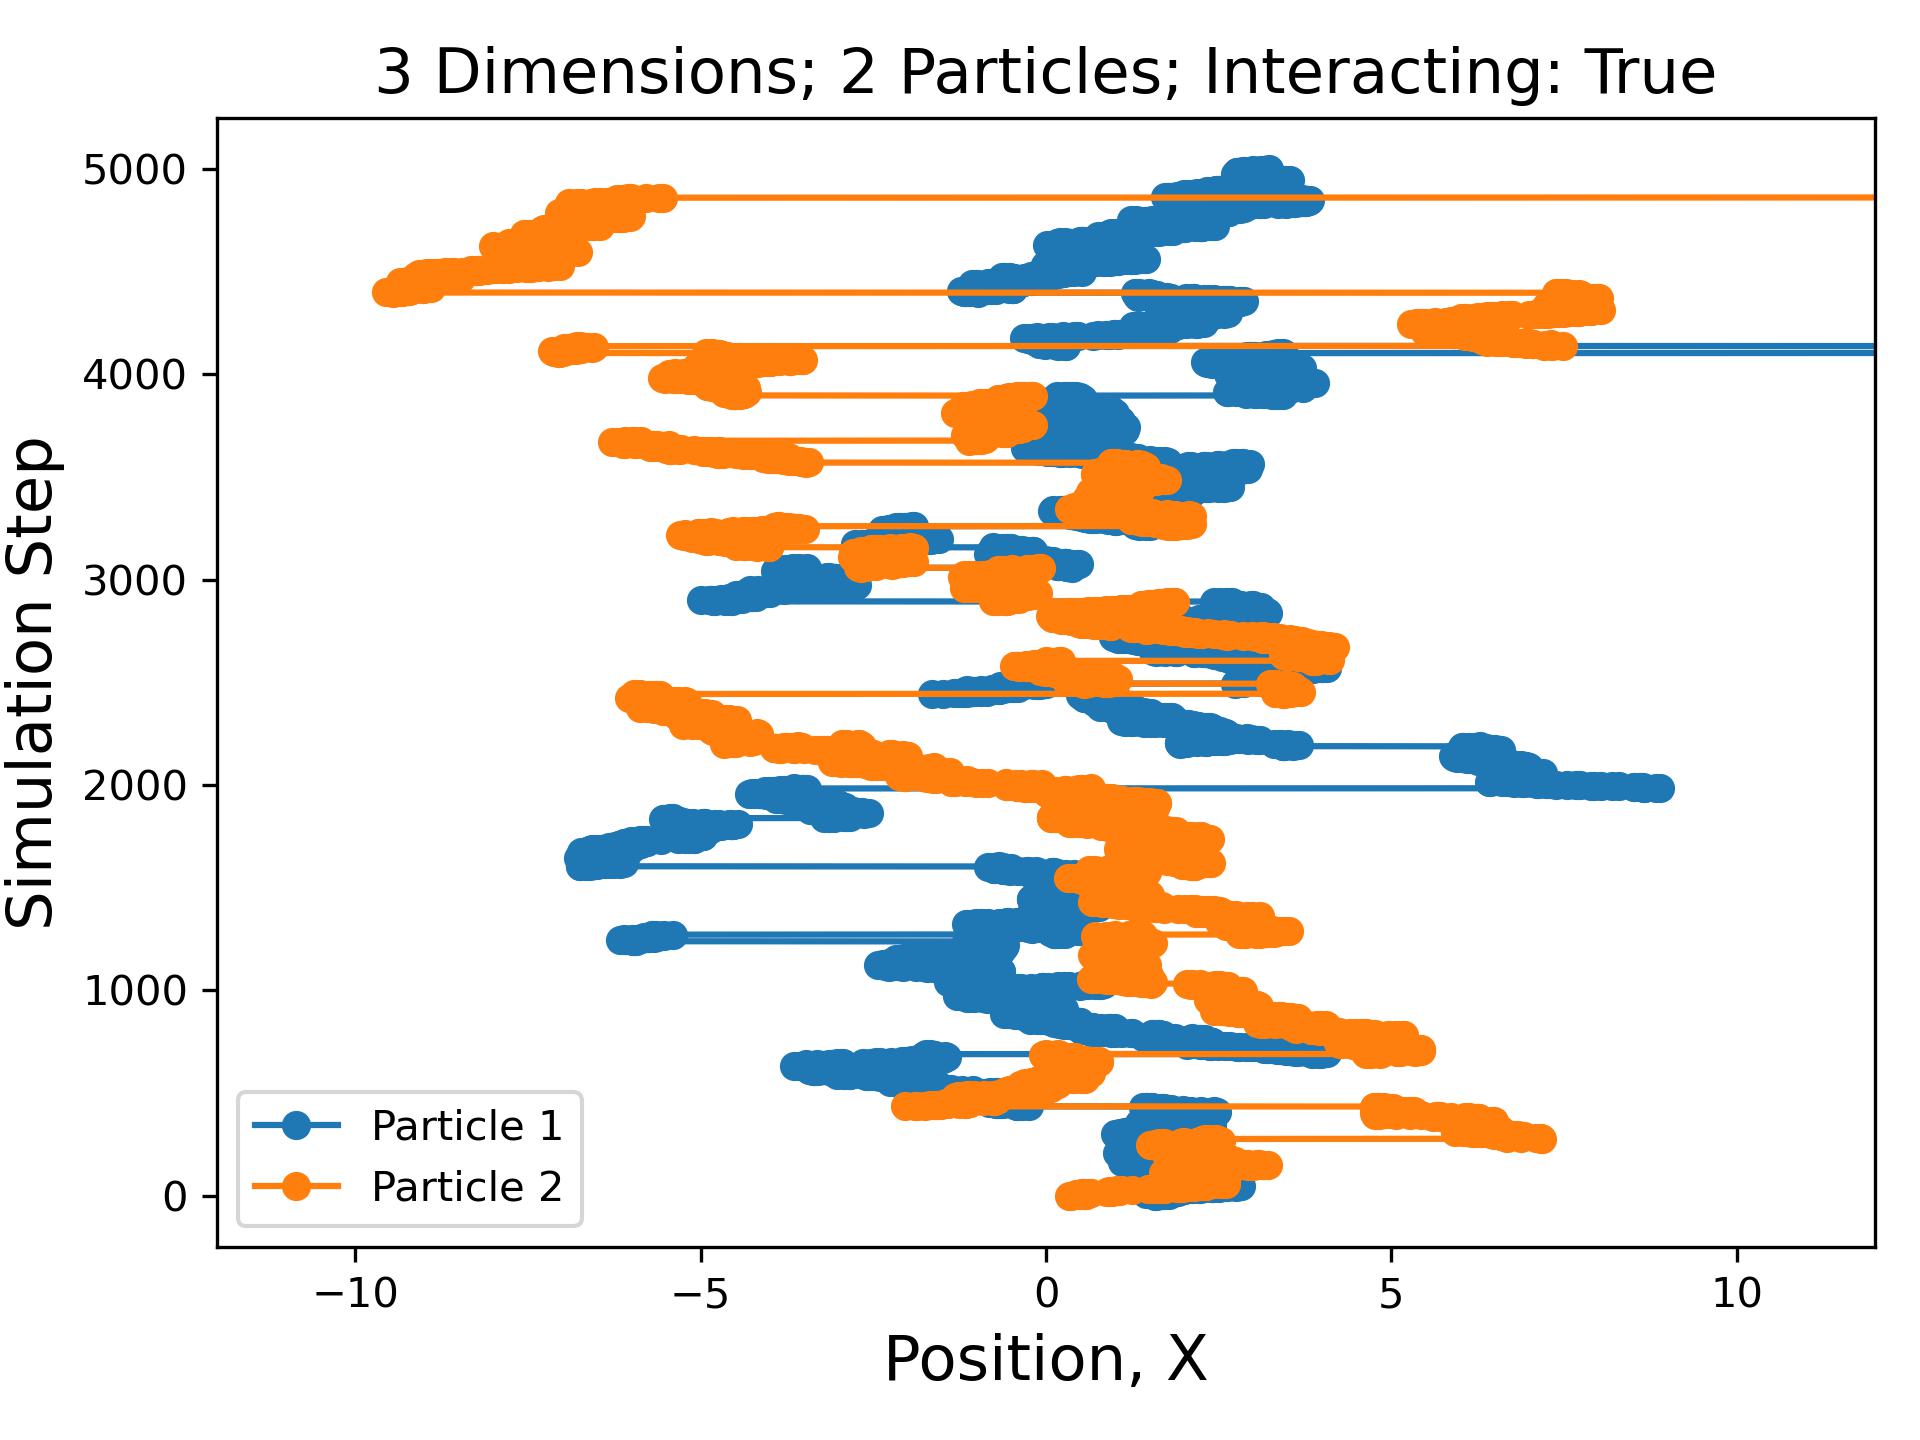 3 Dimensions; 2 Particles; Interacting: True
Simulation Step
5000
4000
3000
2000
1000
0
Particle 1
Particle 2
−10
−5
0
5
10
Position, X